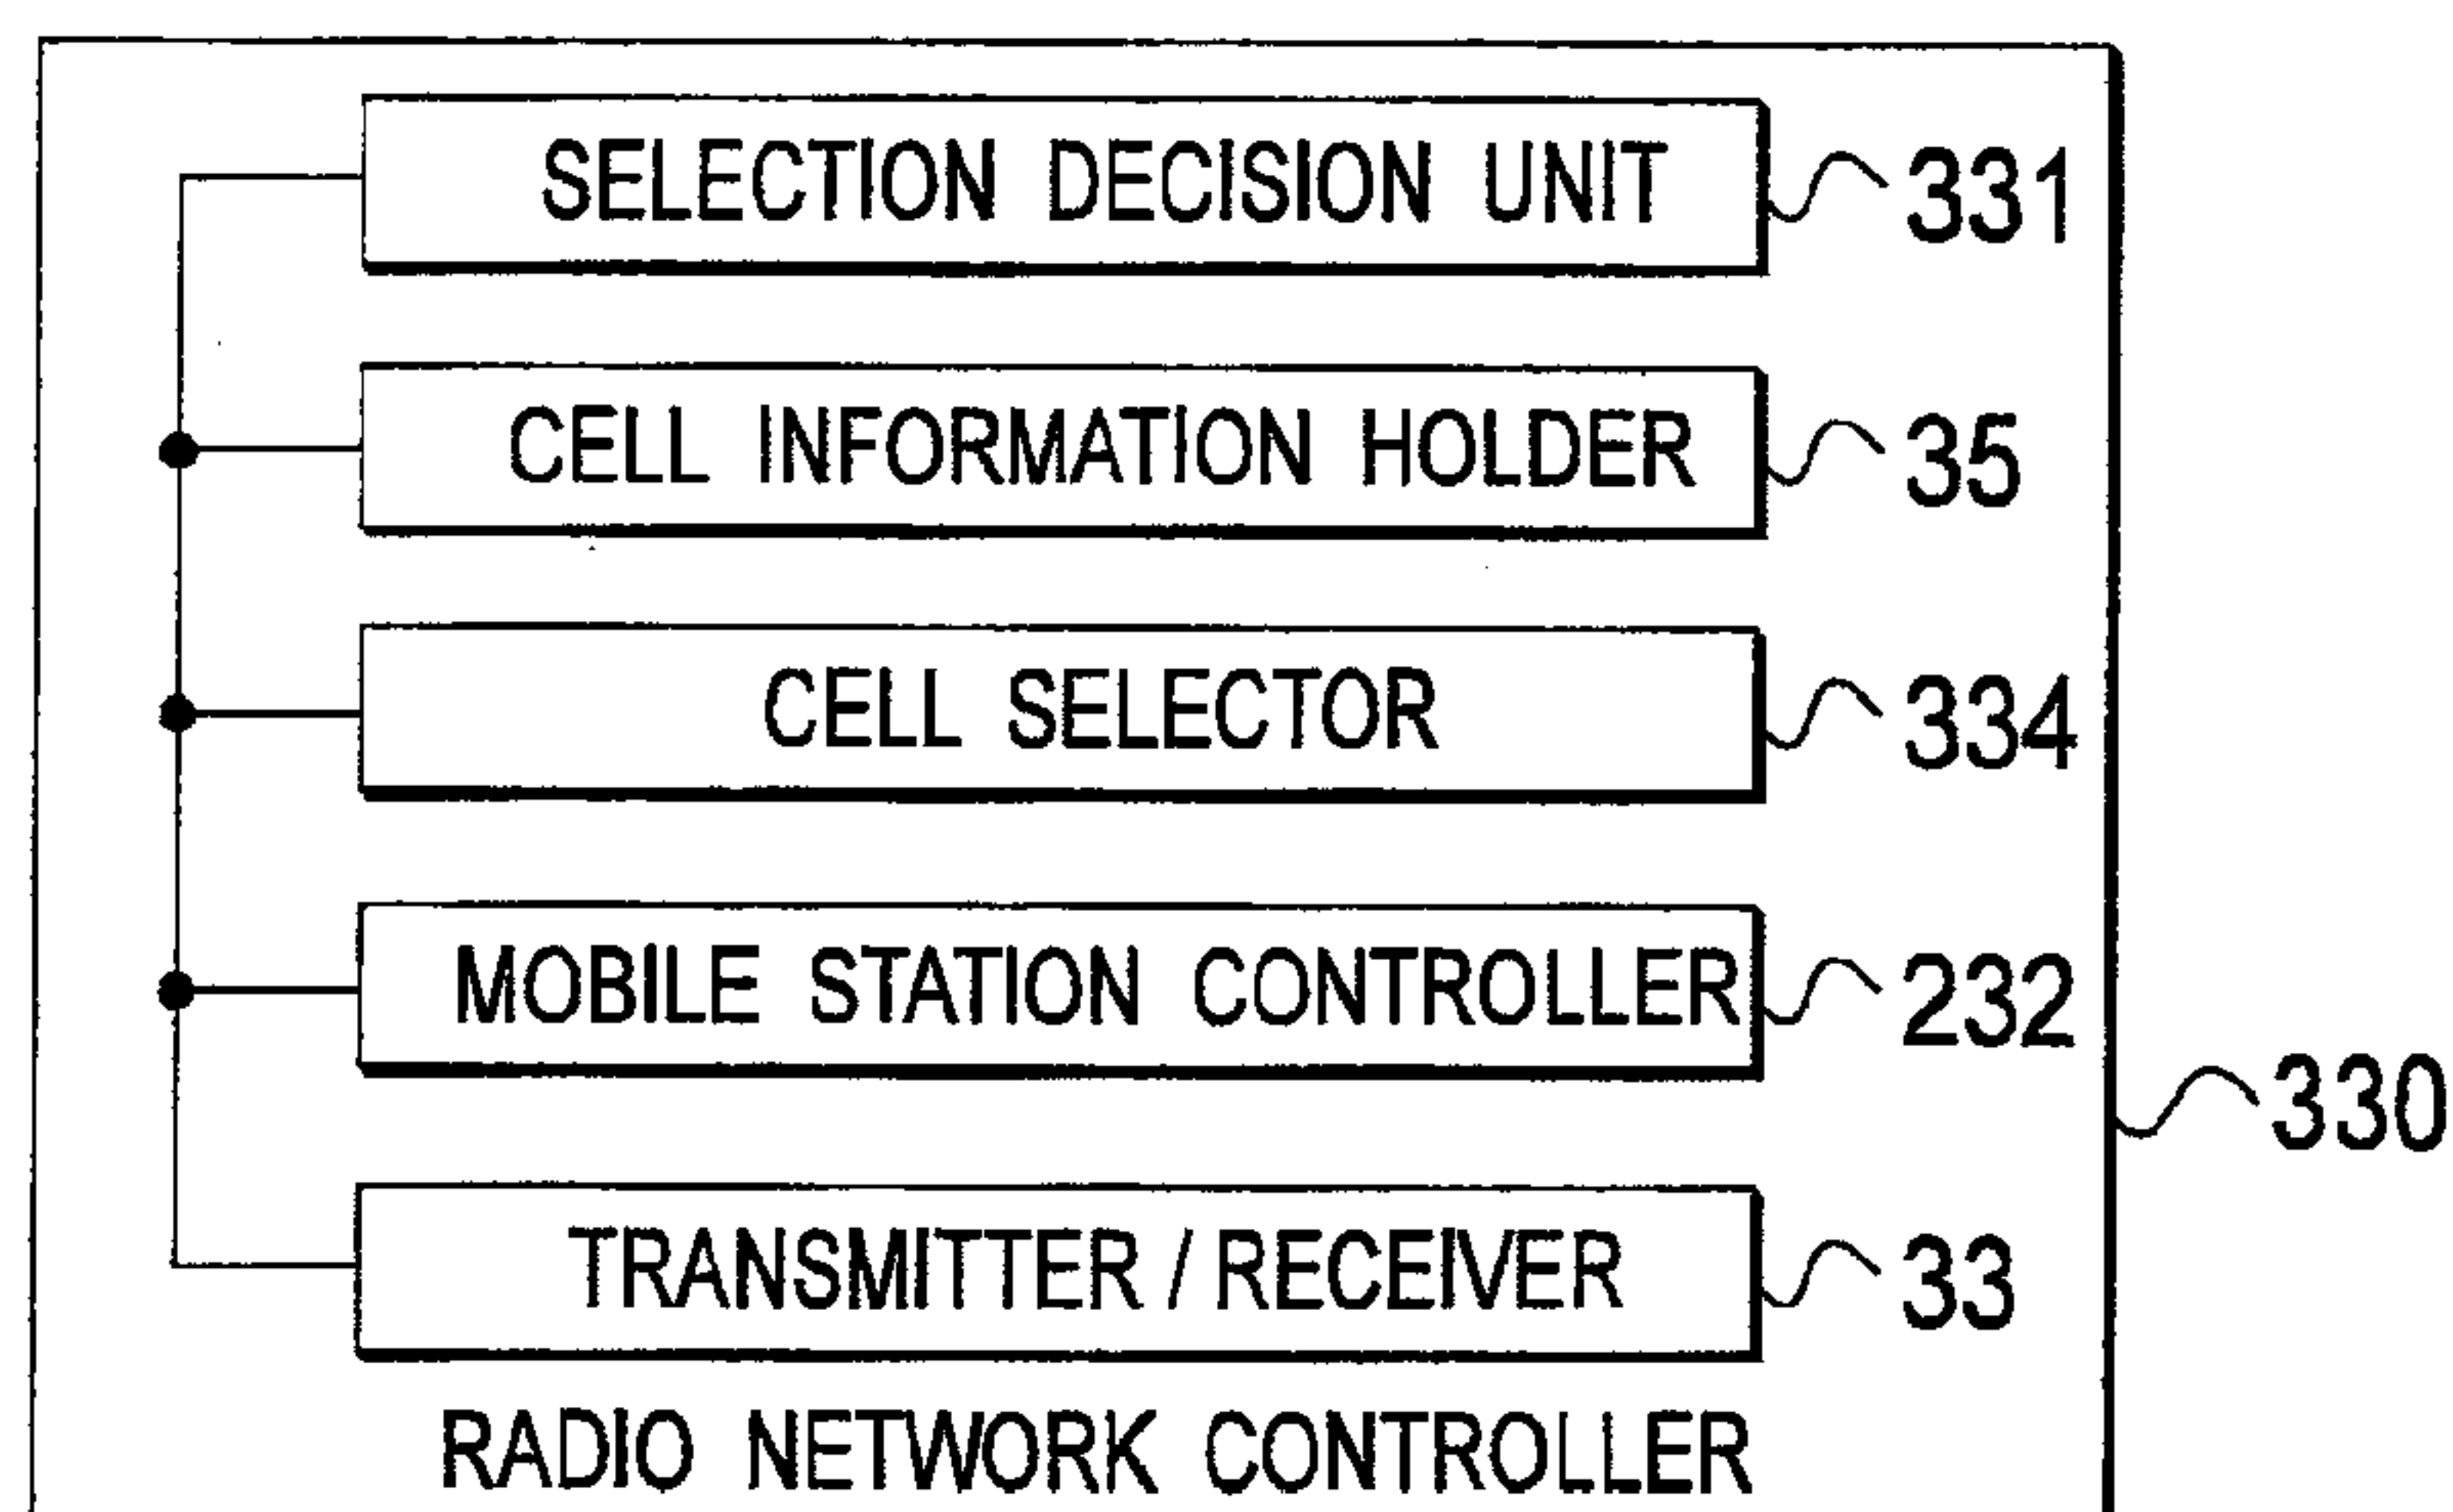 SELECTION DECISION UNIT 331
CELL INFORMATION HOLDER 35
CELL SELECTOR 334
MOBILE STATION CONTROLLER 232
330
TRANSMITTER / RECEIVER 33
RADIO NETWORK CONTROLLER